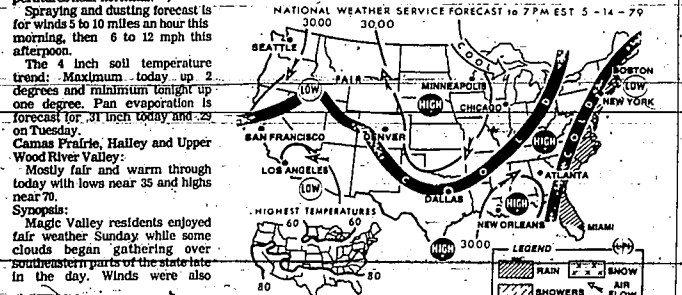 Spraying and dusting forecast is
for winds 5 to 10 miles an hour this
morning, then 6 to 12 mph this
afternoon.
The 4 inch soil temperature
trend: Maximum today up 2
degrees and minimum tonight up
one degree. Pan evaporation is
forecast for .31 inch today and .29
on Tuesday.
Camas Prairie, Hailey and Upper
Wood River Valley:
Mostly fair and warm through
today with lows near 35 and highs
near 70.
Synopsis:
Magic Valley residents enjoyed
fair weather Sunday while some
clouds began gathering over
southeastern parts of the state late
in the day. Winds were also
NATIONAL WEATHER SERVICE FORECAST to 7 PM EST 5-14-79
30.00 30.00
SEATTLE
COOL
FAIR
BOSTON
LOW
LOW
MINNEAPOLIS
NEW YORK
HIGH
CHICAGO
COLD
SAN FRANCISCO
DENVER
HIGH
COLD
LOS ANGELES
ATLANTA
LOW
DALLAS
HIGH
NEW ORLEANS
HIGHEST TEMPERATURES
60 60
MIAMI
HIGH
30.00
LEGEND
RAIN
SNOW
80
80
SHOWERS
AIR
FLOW